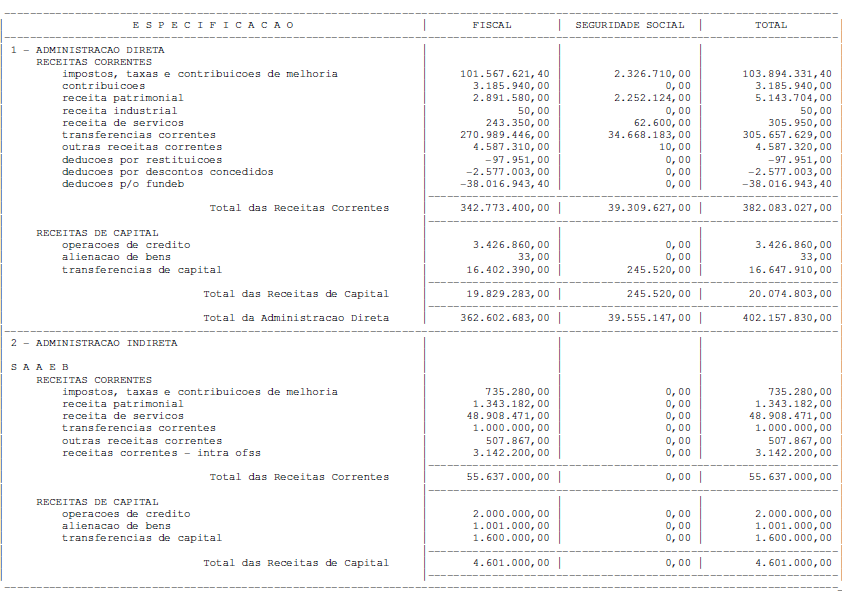 E S P E C I F I C A C A O FISCAL SEGURIDADE SOCIAL TOTAL
1 - ADMINISTRACAO DIRETA
RECEITAS CORRENTES
impostos, taxas e contribuicoes de melhoria 101.567.621,40 2.326.710,00 103.894.331,40
contribuicoes 3.185.940,00 0,00 3.185.940,00
receita patrimonial 2.891.580,00 2.252.124,00 5.143.704,00
receita industrial 50,00 0,00 50,00
receita de servicos 243.350,00 62.600,00 305.950,00
transferencias correntes 270.989.446,00 34.668.183,00 305.657.629,00
outras receitas correntes 4.587.310,00 10,00 4.587.320,00
deducoes por restituicoes -97.951,00 0,00 -97.951,00
deducoes por descontos concedidos -2.577.003,00 0,00 -2.577.003,00
deducoes p/o fundeb -38.016.943,40 0,00 -38.016.943,40
Total das Receitas Correntes 342.773.400,00 39.309.627,00 382.083.027,00
RECEITAS DE CAPITAL
operacoes de credito 3.426.860,00 0,00 3.426.860,00
alienacao de bens 33,00 0,00 33,00
transferencias de capital 16.402.390,00 245.520,00 16.647.910,00
Total das Receitas de Capital 19.829.283,00 245.520,00 20.074.803,00
Total da Administracao Direta 362.602.683,00 39.555.147,00 402.157.830,00
2 - ADMINISTRACAO INDIRETA
S A A E B
RECEITAS CORRENTES
impostos, taxas e contribuicoes de melhoria 735.280,00 0,00 735.280,00
receita patrimonial 1.343.182,00 0,00 1.343.182,00
receita de servicos 48.908.471,00 0,00 48.908.471,00
transferencias correntes 1.000.000,00 0,00 1.000.000,00
outras receitas correntes 507.867,00 0,00 507.867,00
receitas correntes - intra ofss 3.142.200,00 0,00 3.142.200,00
Total das Receitas Correntes 55.637.000,00 0,00 55.637.000,00
RECEITAS DE CAPITAL
operacoes de credito 2.000.000,00 0,00 2.000.000,00
alienacao de bens 1.001.000,00 0,00 1.001.000,00
transferencias de capital 1.600.000,00 0,00 1.600.000,00
Total das Receitas de Capital 4.601.000,00 0,00 4.601.000,00